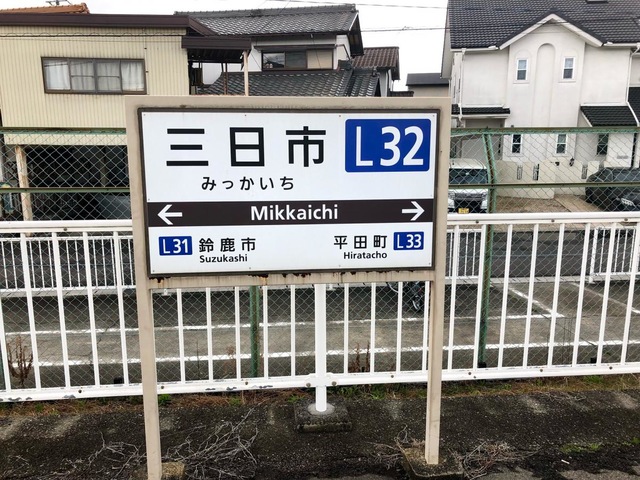 三日市 L32
みっかいち
Mikkaichi
L31 鈴鹿市 平田町 L33
Suzukashi Hiratacho